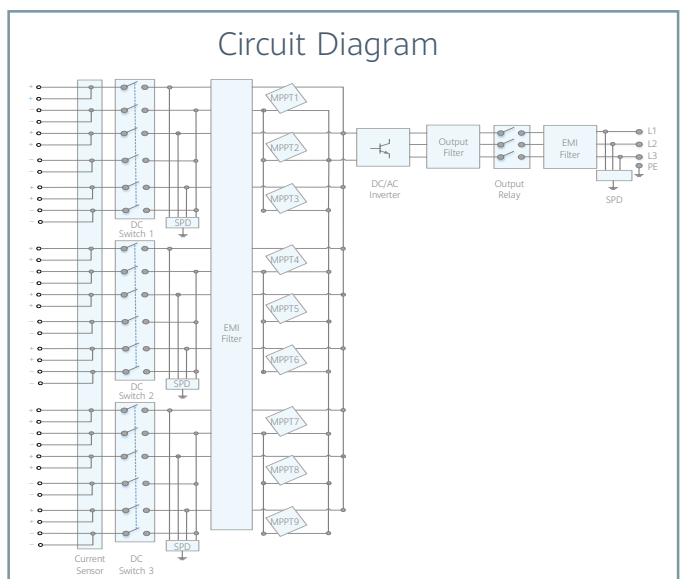 Circuit Diagram
MPPT1
MPPT2
MPPT3
DC
Switch 1
SPD
MPPT4
MPPT5
MPPT6
DC
Switch 2
SPD
MPPT7
MPPT8
MPPT9
SPD
Current
Sensor
DC
Switch 3
EMI
Filter
DC/AC
Inverter
Output
Filter
Output
Relay
EMI
Filter
L1
L2
L3
PE
SPD